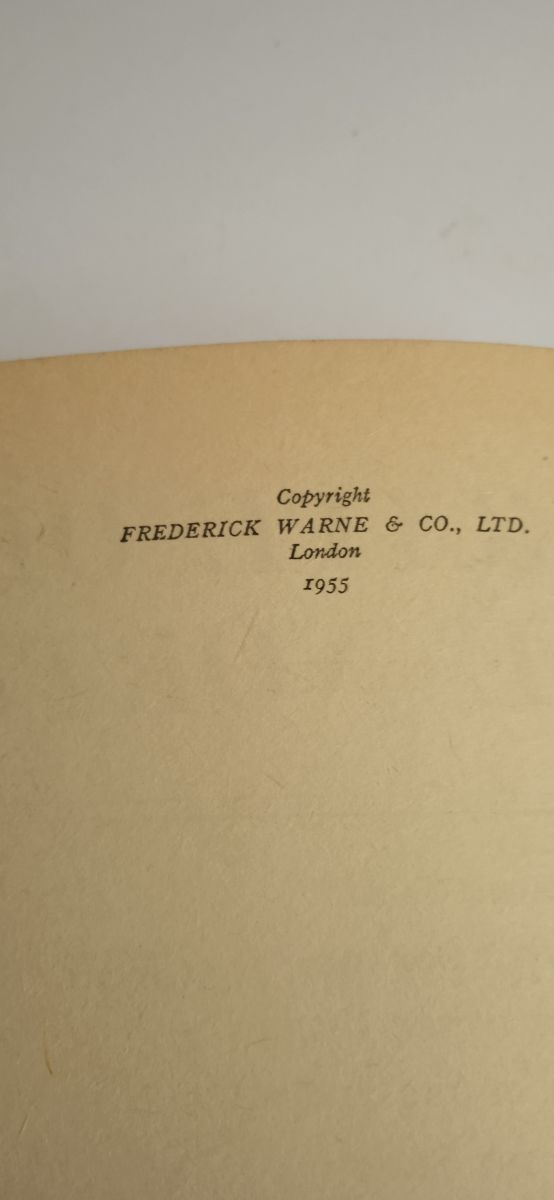 Copyright
FREDERICK WARNE & CO., LTD.
London
1955